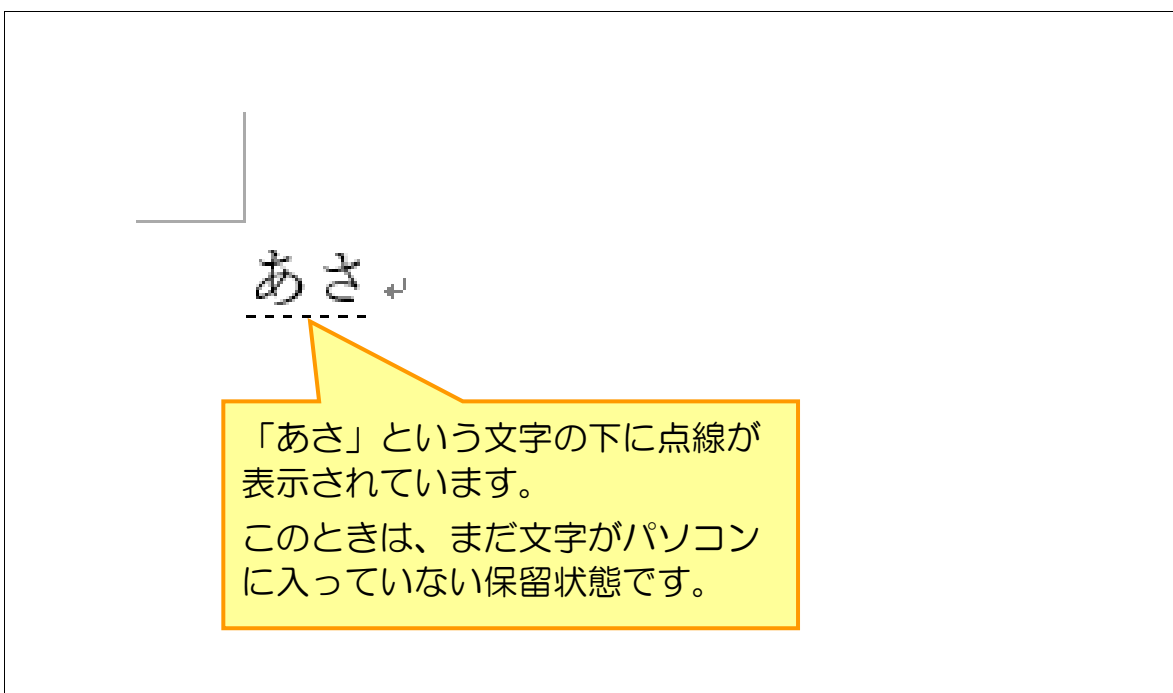 あさ↵
「あさ」という文字の下に点線が
表示されています。
このときは、まだ文字がパソコン
に入っていない保留状態です。